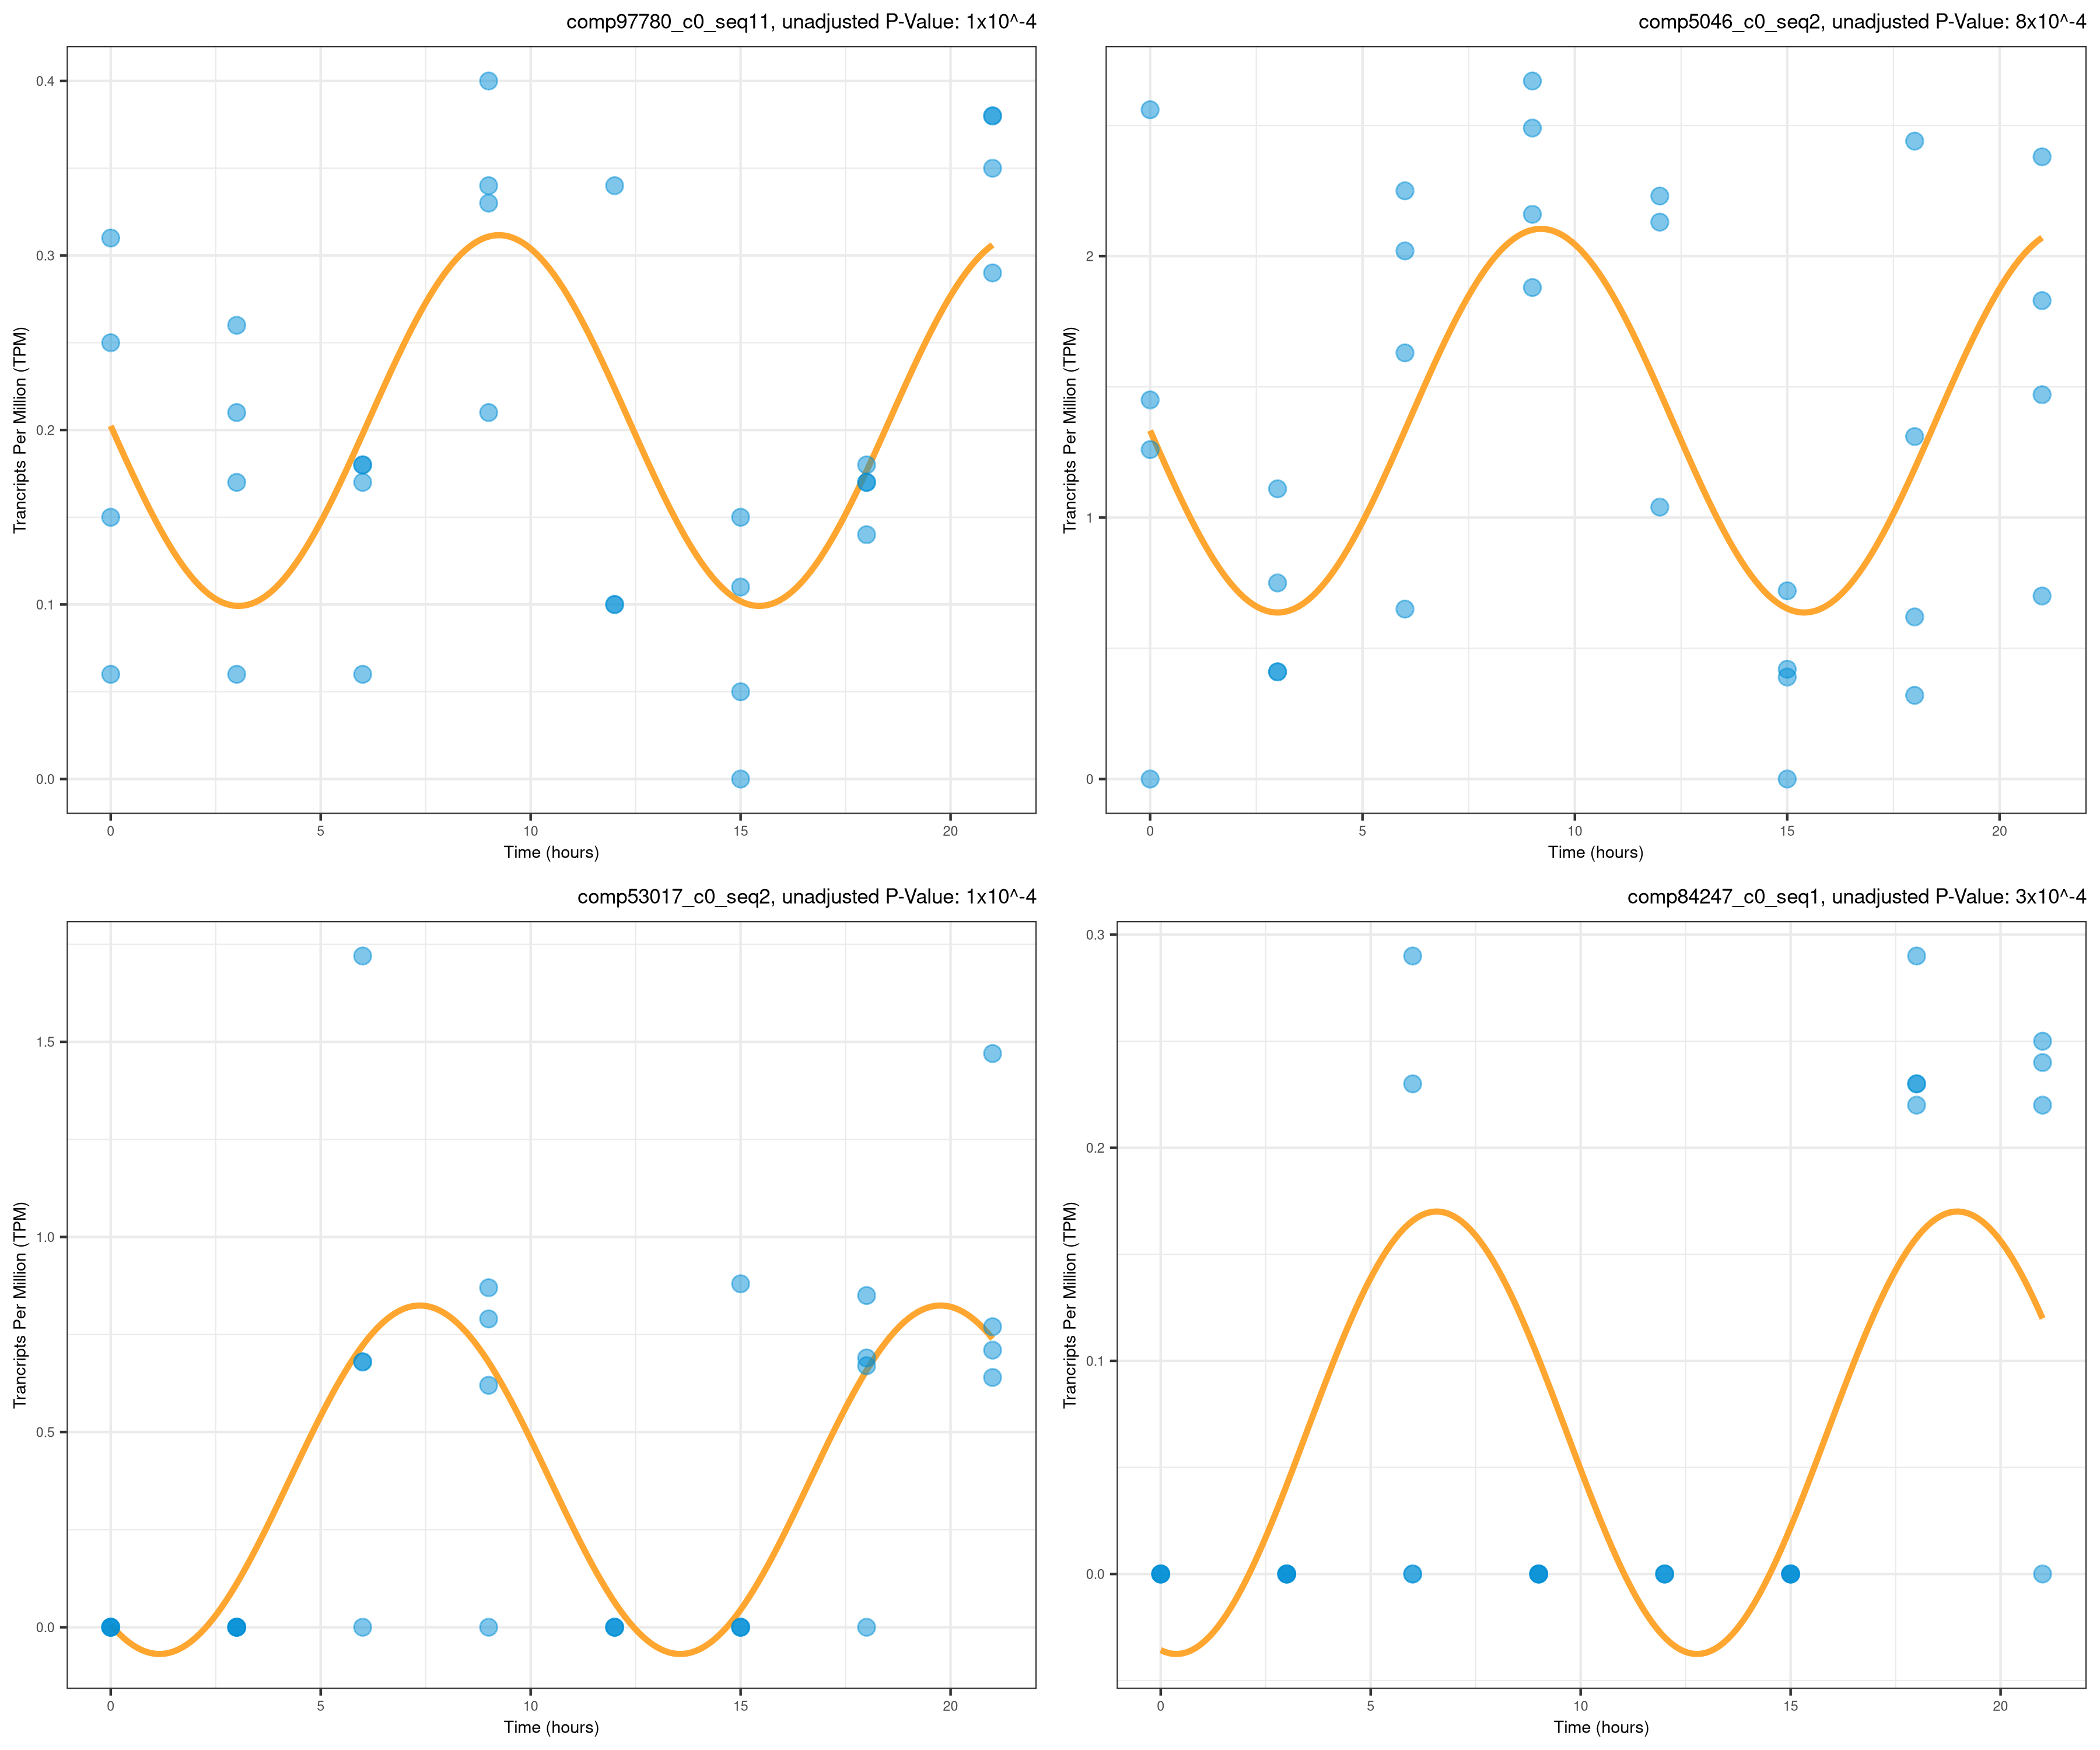 comp97780_c0_seq11, unadjusted P-Value: 1x10^-4
Trancripts Per Million (TPM)
0.4
0.3
0.2
0.1
0.0
0 5 10 15 20
Time (hours)
comp5046_c0_seq2, unadjusted P-Value: 8x10^-4
Trancripts Per Million (TPM)
2
1
0
0 5 10 15 20
Time (hours)
comp53017_c0_seq2, unadjusted P-Value: 1x10^-4
Trancripts Per Million (TPM)
1.5
1.0
0.5
0.0
0 5 10 15 20
Time (hours)
comp84247_c0_seq1, unadjusted P-Value: 3x10^-4
Trancripts Per Million (TPM)
0.3
0.2
0.1
0.0
0 5 10 15 20
Time (hours)